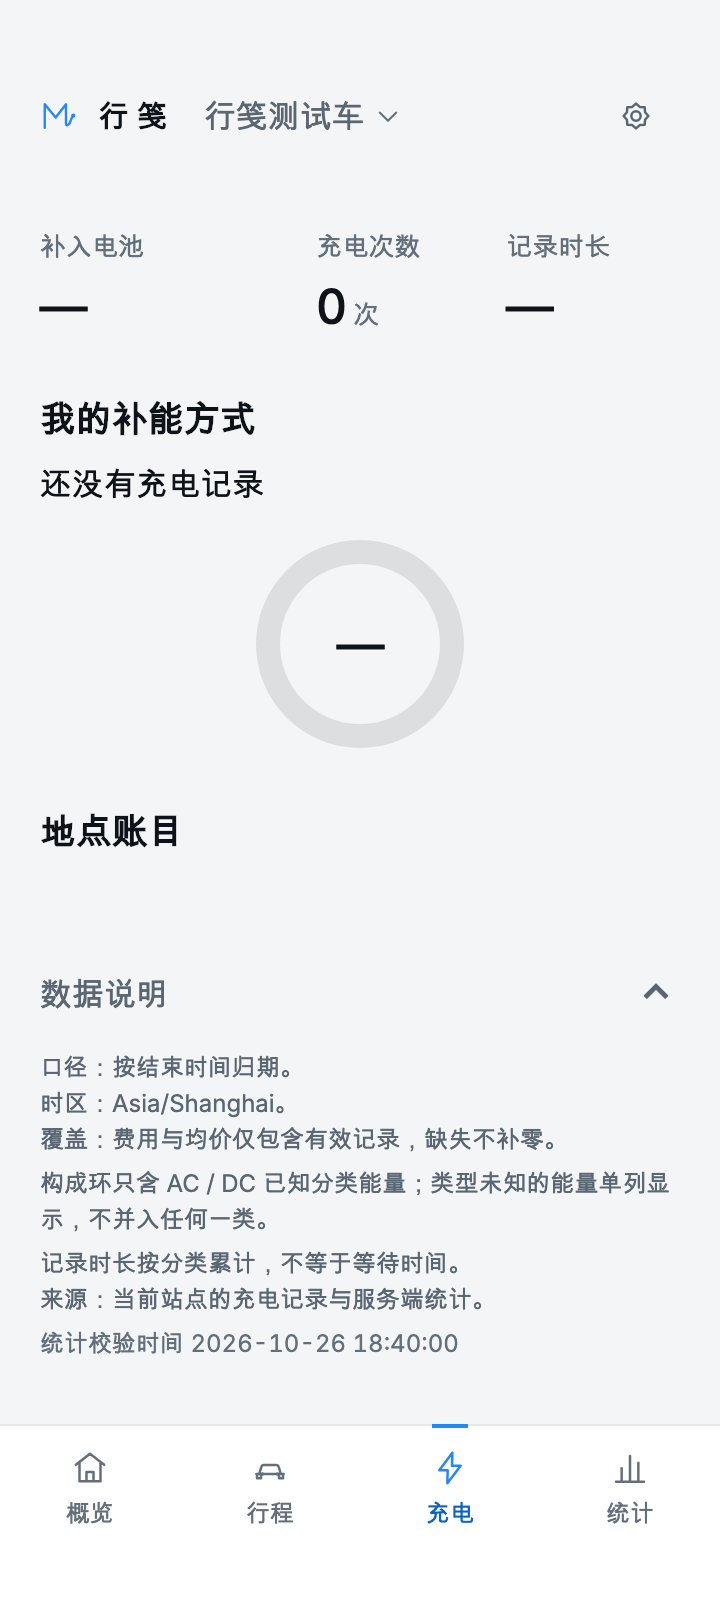 行笺 行笺测试车
补入电池 充电次数 记录时长
— 0 次 —
我的补能方式
还没有充电记录
—
地点账目
数据说明
口径：按结束时间归期。
时区：Asia/Shanghai。
覆盖：费用与均价仅包含有效记录，缺失不补零。
构成环只含 AC / DC 已知分类能量；类型未知的能量单列显
示，不并入任何一类。
记录时长按分类累计，不等于等待时间。
来源：当前站点的充电记录与服务端统计。
统计校验时间 2026-10-26 18:40:00
概览 行程 充电 统计